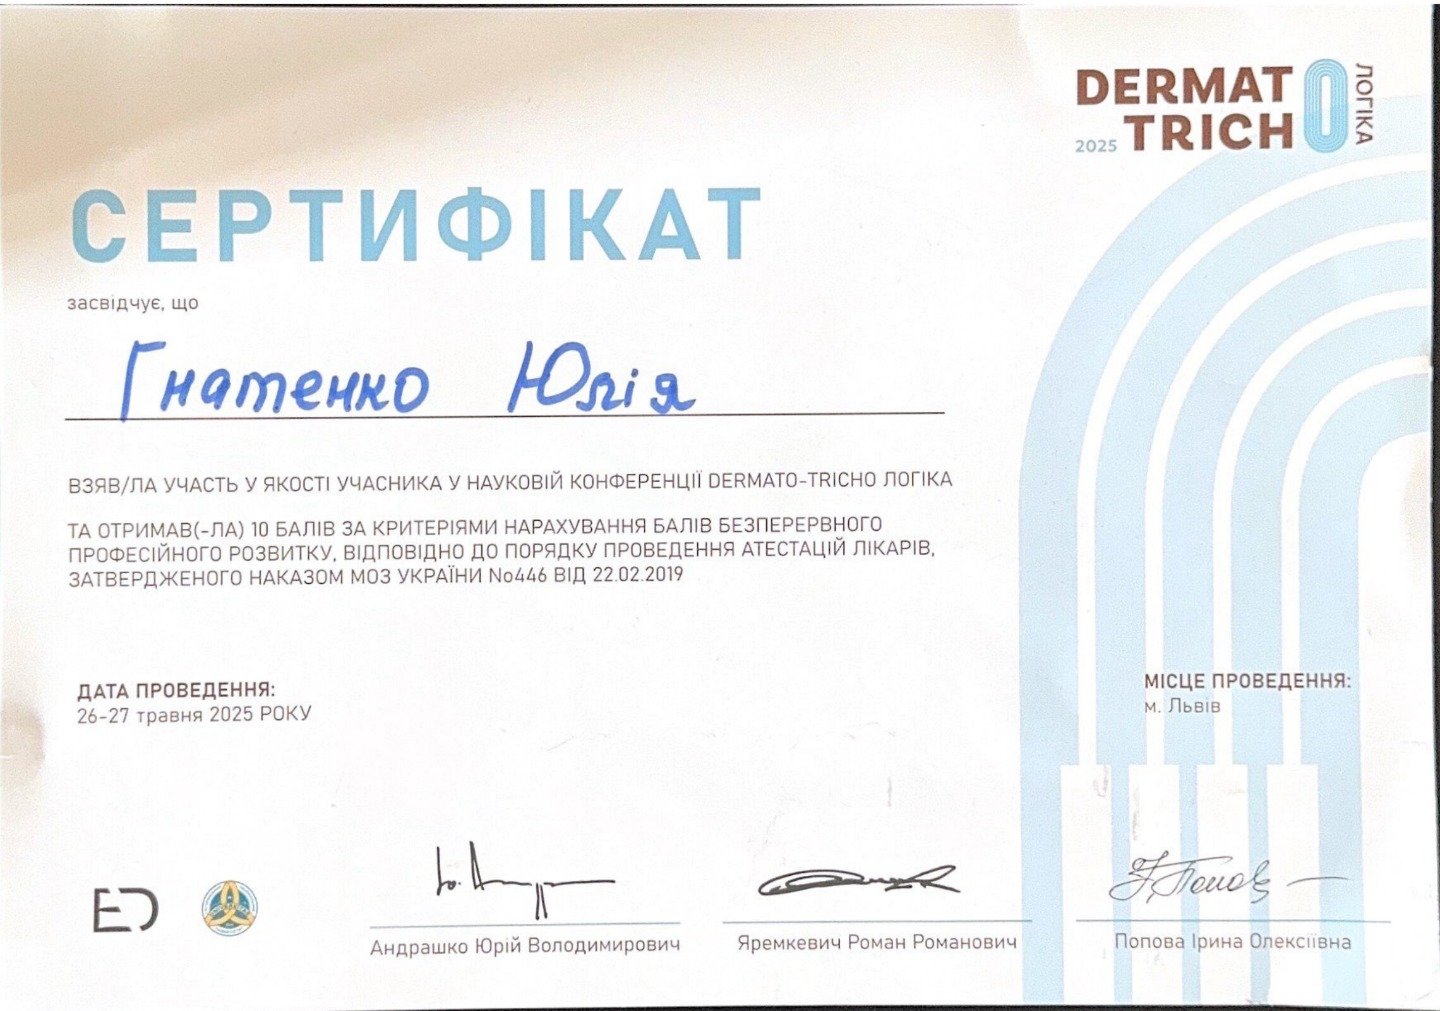 DERMAT
TRICH
O
ЛОГІКА
2025
СЕРТИФІКАТ
засвідчує, що
Гнатенко Юлія
ВЗЯВ/ЛА УЧАСТЬ У ЯКОСТІ УЧАСНИКА У НАУКОВІЙ КОНФЕРЕНЦІЇ DERMATO-TRICHO ЛОГІКА
ТА ОТРИМАВ(-ЛА) 10 БАЛІВ ЗА КРИТЕРІЯМИ НАРАХУВАННЯ БАЛІВ БЕЗПЕРЕРВНОГО
ПРОФЕСІЙНОГО РОЗВИТКУ, ВІДПОВІДНО ДО ПОРЯДКУ ПРОВЕДЕННЯ АТЕСТАЦІЙ ЛІКАРІВ,
ЗАТВЕРДЖЕНОГО НАКАЗОМ МОЗ УКРАЇНИ No446 ВІД 22.02.2019
ДАТА ПРОВЕДЕННЯ:
26-27 травня 2025 РОКУ
МІСЦЕ ПРОВЕДЕННЯ:
м. Львів
ED
Андрашко Юрій Володимирович
Яремкевич Роман Романович
Попова Ірина Олексіївна